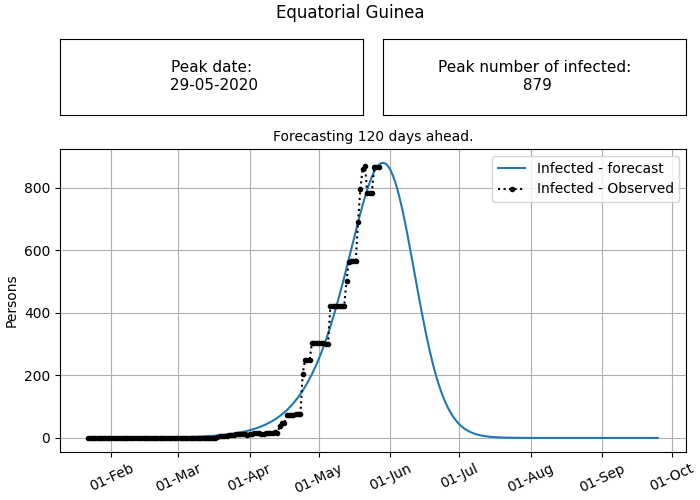 Equatorial Guinea
Peak date:
29-05-2020
Peak number of infected:
879
Forecasting 120 days ahead.
Infected - forecast
Infected - Observed
Persons
800
600
400
200
0
01-Feb
01-Mar
01-Apr
01-May
01-Jun
01-Jul
01-Aug
01-Sep
01-Oct